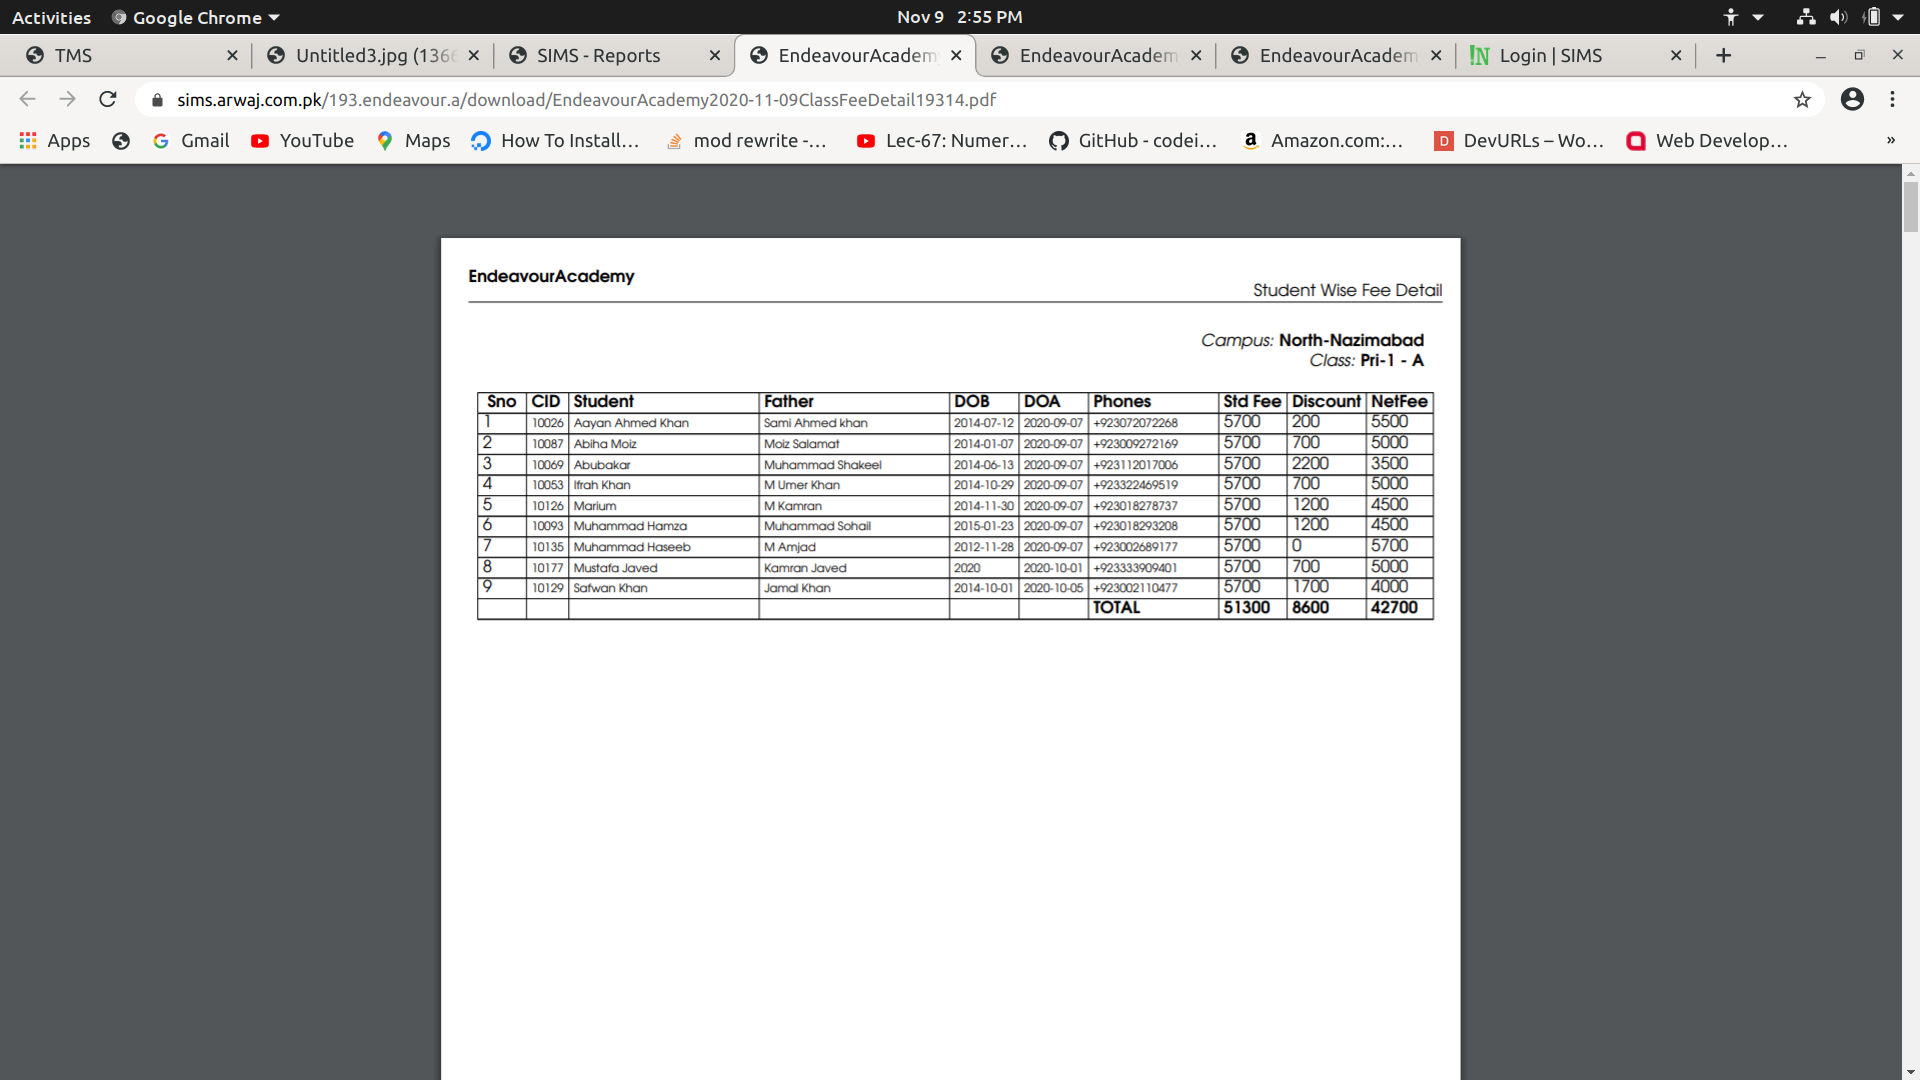 Activities Google Chrome Nov 9 2:55 PM
TMS Untitled3.jpg (1366 SIMS - Reports EndeavourAcadem EndeavourAcadem EndeavourAcadem Login | SIMS
sims.arwaj.com.pk/193.endeavour.a/download/EndeavourAcademy2020-11-09ClassFeeDetail19314.pdf
Apps Gmail YouTube Maps How To Install... mod rewrite -... Lec-67: Numer... GitHub - codei... Amazon.com:... DevURLs – Wo... Web Develop... »
EndeavourAcademy
Student Wise Fee Detail
Campus: North-Nazimabad
Class: Pri-1 - A
Sno CID Student Father DOB DOA Phones Std Fee Discount NetFee
1 10026 Aayan Ahmed Khan Sami Ahmed khan 2014-07-12 2020-09-07 +923072072268 5700 200 5500
2 10087 Abiha Moiz Moiz Salamat 2014-01-07 2020-09-07 +923009272169 5700 700 5000
3 10069 Abubakar Muhammad Shakeel 2014-06-13 2020-09-07 +923112017006 5700 2200 3500
4 10053 Ifrah Khan M Umer Khan 2014-10-29 2020-09-07 +923322469519 5700 700 5000
5 10126 Marium M Kamran 2014-11-30 2020-09-07 +923018278737 5700 1200 4500
6 10093 Muhammad Hamza Muhammad Sohail 2015-01-23 2020-09-07 +923018293208 5700 1200 4500
7 10135 Muhammad Haseeb M Amjad 2012-11-28 2020-09-07 +923002689177 5700 0 5700
8 10177 Mustafa Javed Kamran Javed 2020 2020-10-01 +923333909401 5700 700 5000
9 10129 Safwan Khan Jamal Khan 2014-10-01 2020-10-05 +923002110477 5700 1700 4000
TOTAL 51300 8600 42700